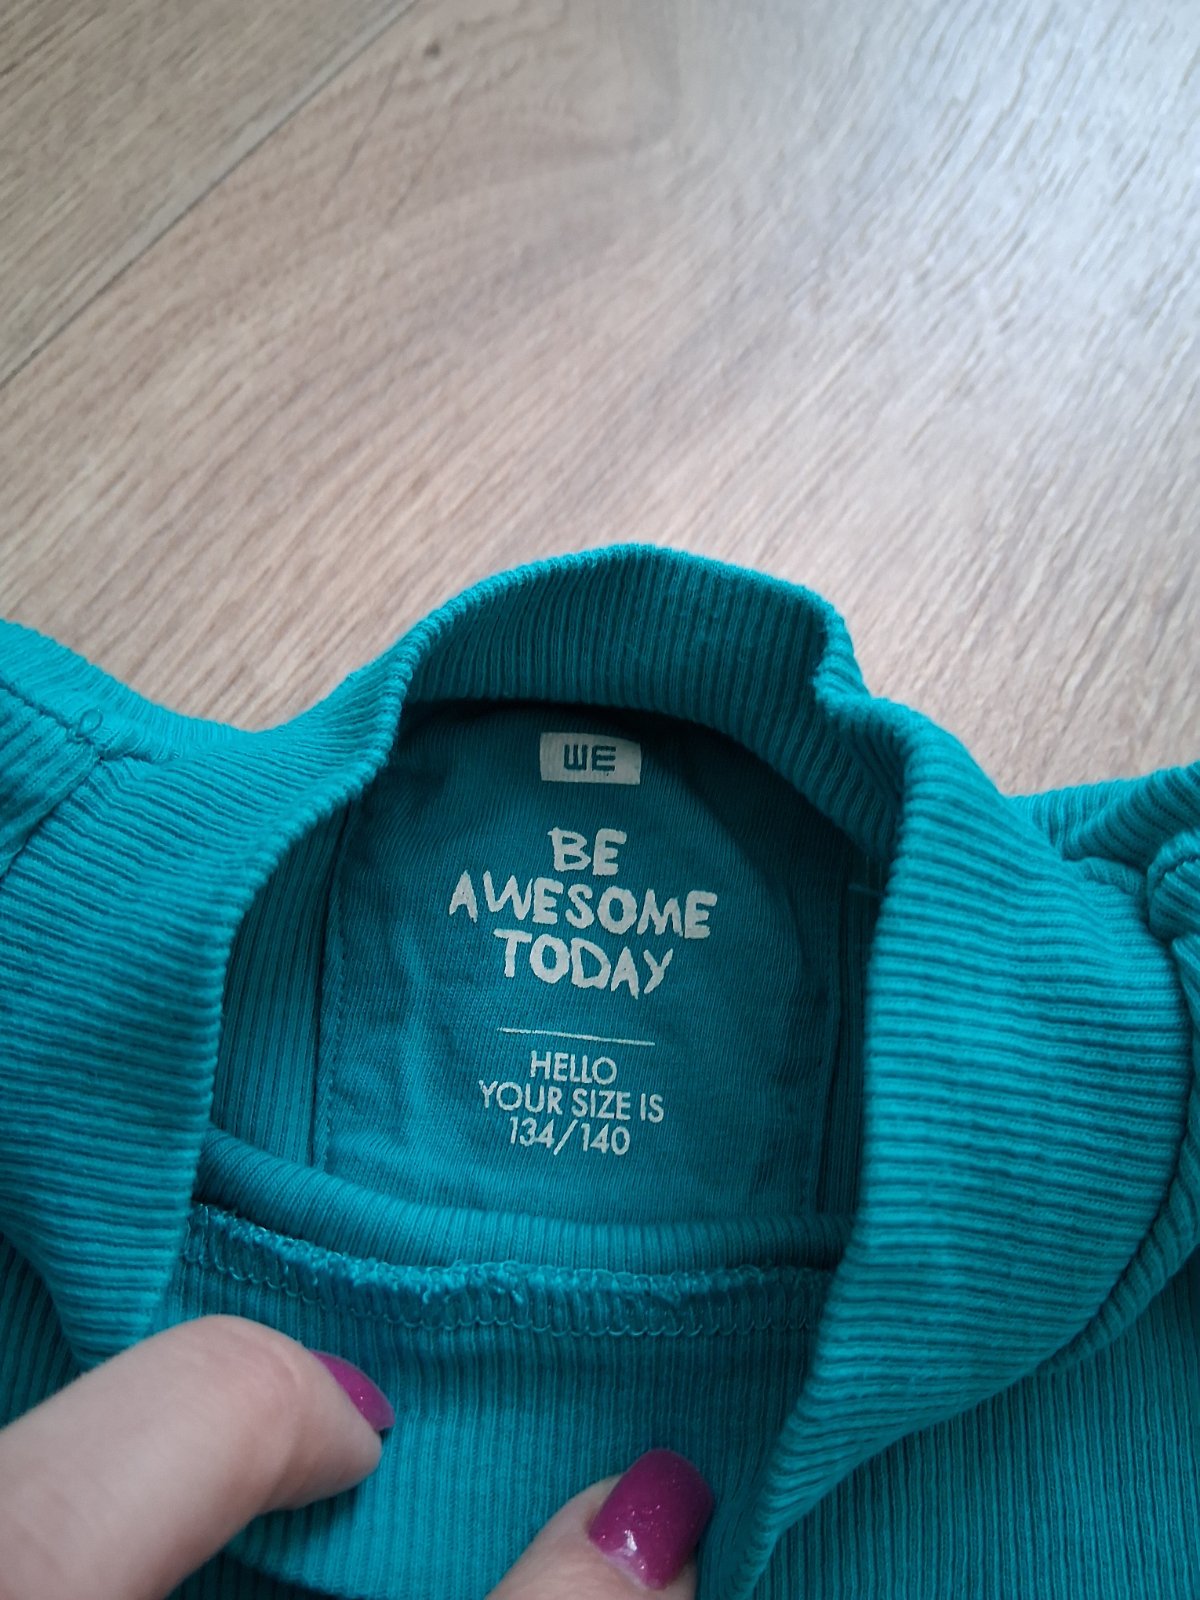 WE
BE
AWESOME
TODAY
HELLO
YOUR SIZE IS
134/140